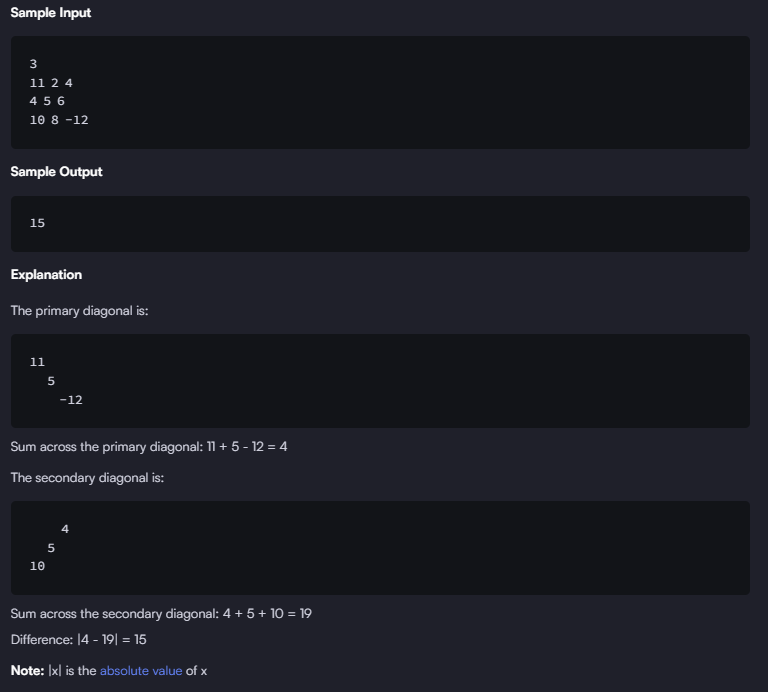 Sample Input
3
11 2 4
4 5 6
10 8 -12
Sample Output
15
Explanation
The primary diagonal is:
11
5
-12
Sum across the primary diagonal: 11 + 5 - 12 = 4
The secondary diagonal is:
4
5
10
Sum across the secondary diagonal: 4 + 5 + 10 = 19
Difference: |4 - 19| = 15
Note: |x| is the absolute value of x